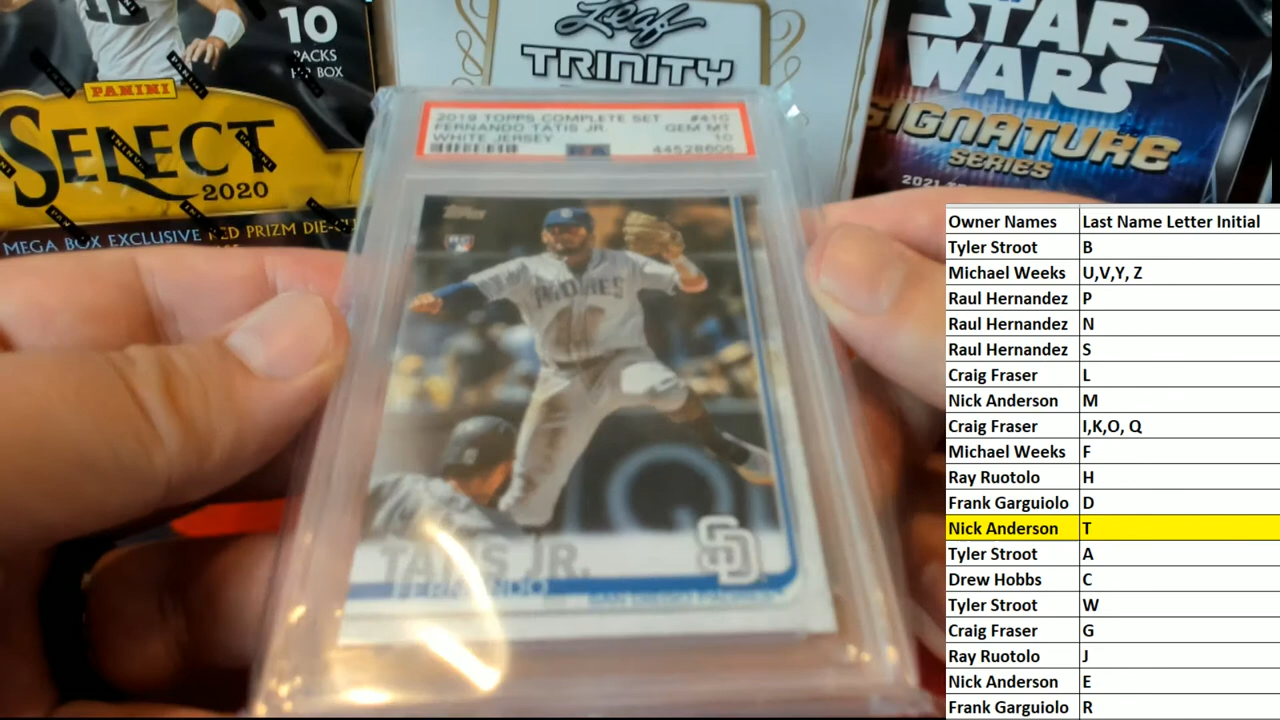 10
PACKS
PER BOX
PANINI
SELECT
2020
MEGA BOX EXCLUSIVE RED PRIZM DIE-CU
Leaf
TRINITY
STAR
WARS
SIGNATURE
SERIES
2021
2019 TOPPS COMPLETE SET #410
FERNANDO TATIS JR. GEM MT
WHITE JERSEY 10
44528605
Topps
RC
PADRES
TATIS JR.
FERNANDO
SAN DIEGO PADRES
SD
Owner Names Last Name Letter Initial
Tyler Stroot B
Michael Weeks U,V,Y, Z
Raul Hernandez P
Raul Hernandez N
Raul Hernandez S
Craig Fraser L
Nick Anderson M
Craig Fraser I,K,O, Q
Michael Weeks F
Ray Ruotolo H
Frank Garguiolo D
Nick Anderson T
Tyler Stroot A
Drew Hobbs C
Tyler Stroot W
Craig Fraser G
Ray Ruotolo J
Nick Anderson E
Frank Garguiolo R